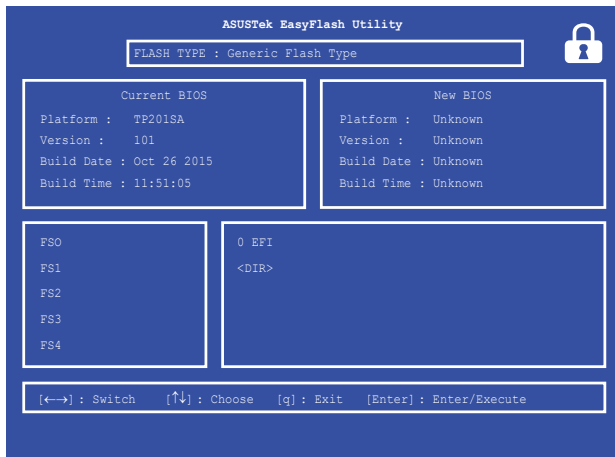 ASUSTek EasyFlash Utility
FLASH TYPE : Generic Flash Type
Current BIOS
Platform : TP201SA
Version : 101
Build Date : Oct 26 2015
Build Time : 11:51:05
New BIOS
Platform : Unknown
Version : Unknown
Build Date : Unknown
Build Time : Unknown
FSO
FS1
FS2
FS3
FS4
0 EFI
<DIR>
[←→] : Switch [↑↓] : Choose [q] : Exit [Enter] : Enter/Execute